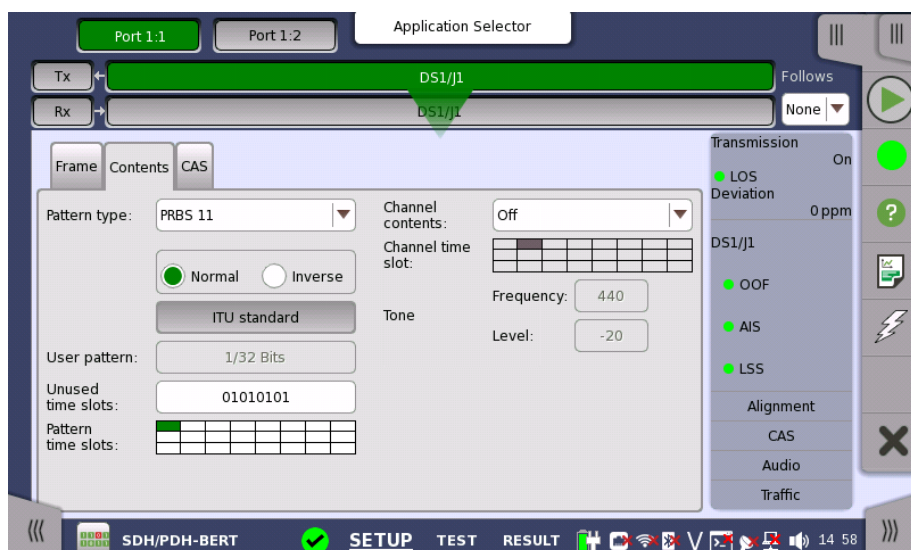 Application Selector
Port 1:1
Port 1:2
Tx
DS1/J1
Follows
Rx
DS1/J1
None
Frame
Contents
CAS
Pattern type:
PRBS 11
Normal
Inverse
ITU standard
User pattern:
1/32 Bits
Unused
time slots:
01010101
Pattern
time slots:
Channel
contents:
Off
Channel time
slot:
Tone
Frequency:
440
Level:
-20
Transmission
On
LOS
Deviation
0 ppm
DS1/J1
OOF
AIS
LSS
Alignment
CAS
Audio
Traffic
SDH/PDH-BERT
SETUP
TEST
RESULT
14 58